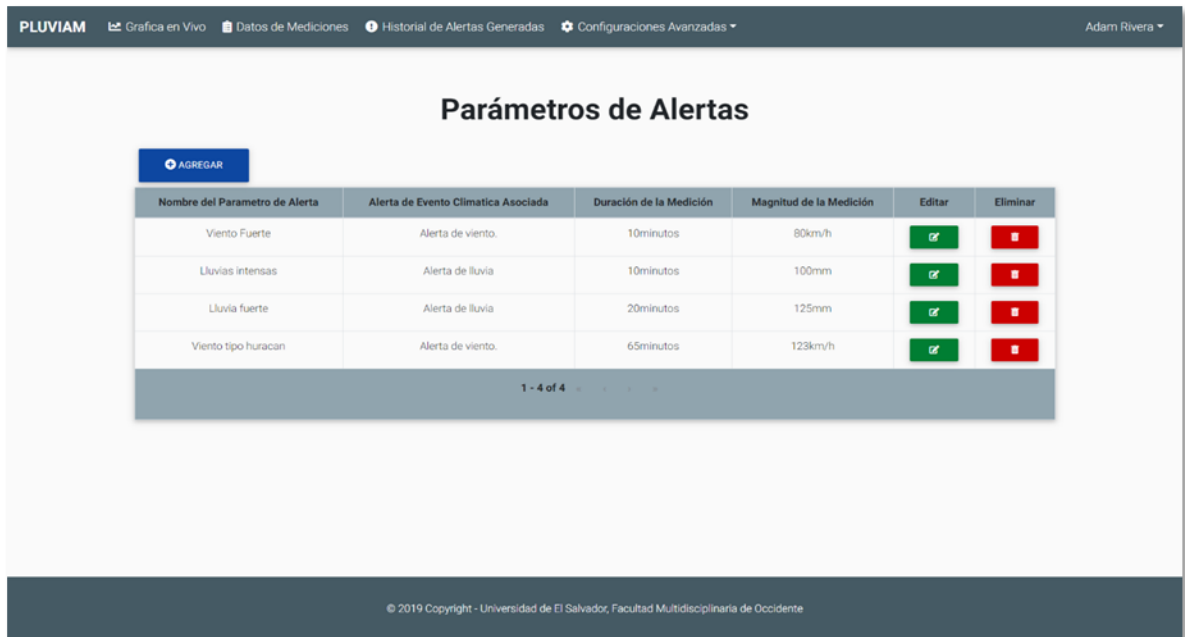 PLUVIAM Grafica en Vivo Datos de Mediciones Historial de Alertas Generadas Configuraciones Avanzadas Adam Rivera
Parámetros de Alertas
AGREGAR
Nombre del Parametro de Alerta Alerta de Evento Climatica Asociada Duración de la Medición Magnitud de la Medición Editar Eliminar
Viento Fuerte Alerta de viento. 10minutos 80km/h
Lluvias intensas Alerta de lluvia 10minutos 100mm
Lluvia fuerte Alerta de lluvia 20minutos 125mm
Viento tipo huracan Alerta de viento. 65minutos 123km/h
1 - 4 of 4 « ‹ › »
© 2019 Copyright - Universidad de El Salvador, Facultad Multidisciplinaria de Occidente